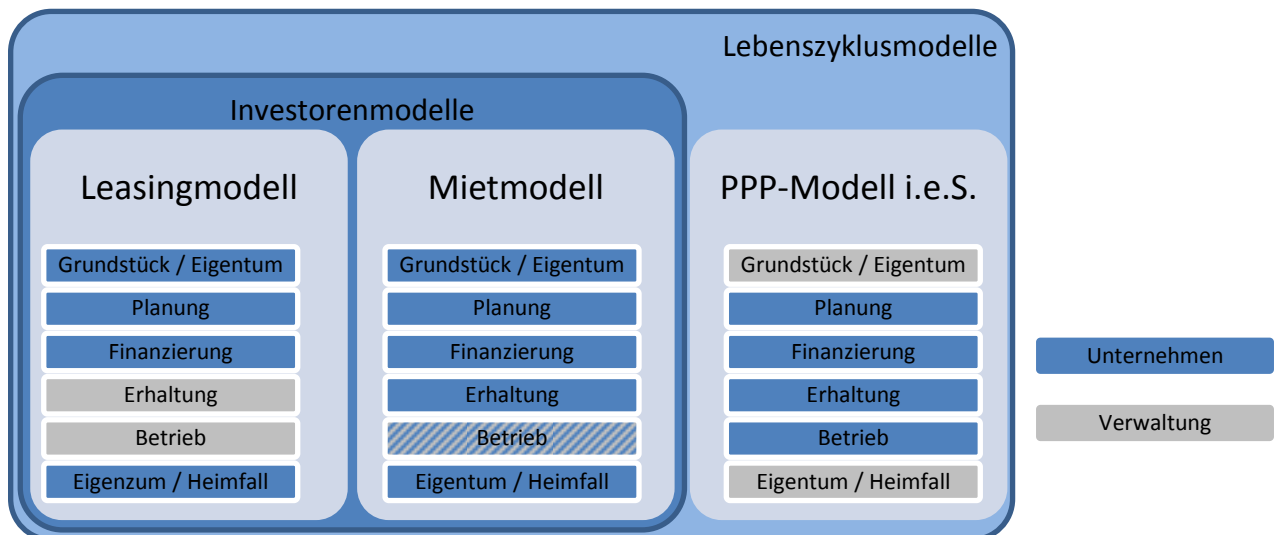 Lebenszyklusmodelle
Investorenmodelle
Leasingmodell
Grundstück / Eigentum
Planung
Finanzierung
Erhaltung
Betrieb
Eigenzum / Heimfall
Mietmodell
Grundstück / Eigentum
Planung
Finanzierung
Erhaltung
Betrieb
Eigentum / Heimfall
PPP-Modell i.e.S.
Grundstück / Eigentum
Planung
Finanzierung
Erhaltung
Betrieb
Eigentum / Heimfall
Unternehmen
Verwaltung